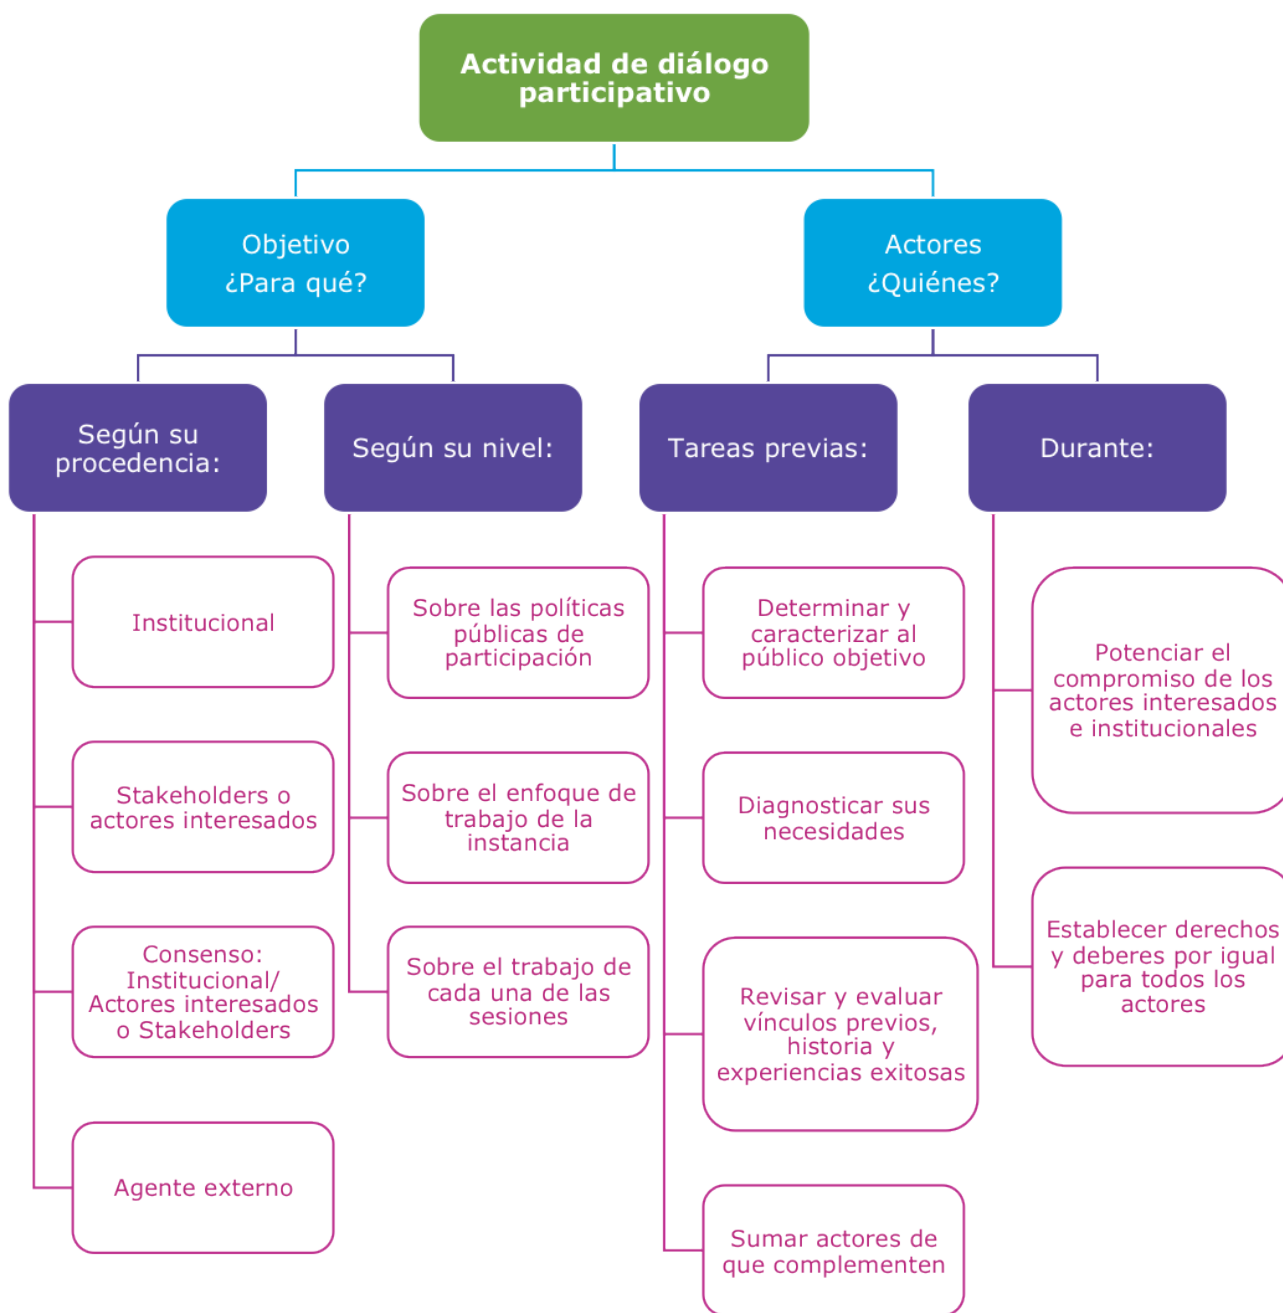 Actividad de diálogo
participativo
Objetivo
¿Para qué?
Actores
¿Quiénes?
Según su
procedencia:
Según su nivel:
Tareas previas:
Durante:
Institucional
Stakeholders o
actores interesados
Consenso:
Institucional/
Actores interesados
o Stakeholders
Agente externo
Sobre las políticas
públicas de
participación
Sobre el enfoque de
trabajo de la
instancia
Sobre el trabajo de
cada una de las
sesiones
Determinar y
caracterizar al
público objetivo
Diagnosticar sus
necesidades
Revisar y evaluar
vínculos previos,
historia y
experiencias exitosas
Sumar actores de
que complementen
Potenciar el
compromiso de los
actores interesados
e institucionales
Establecer derechos
y deberes por igual
para todos los
actores